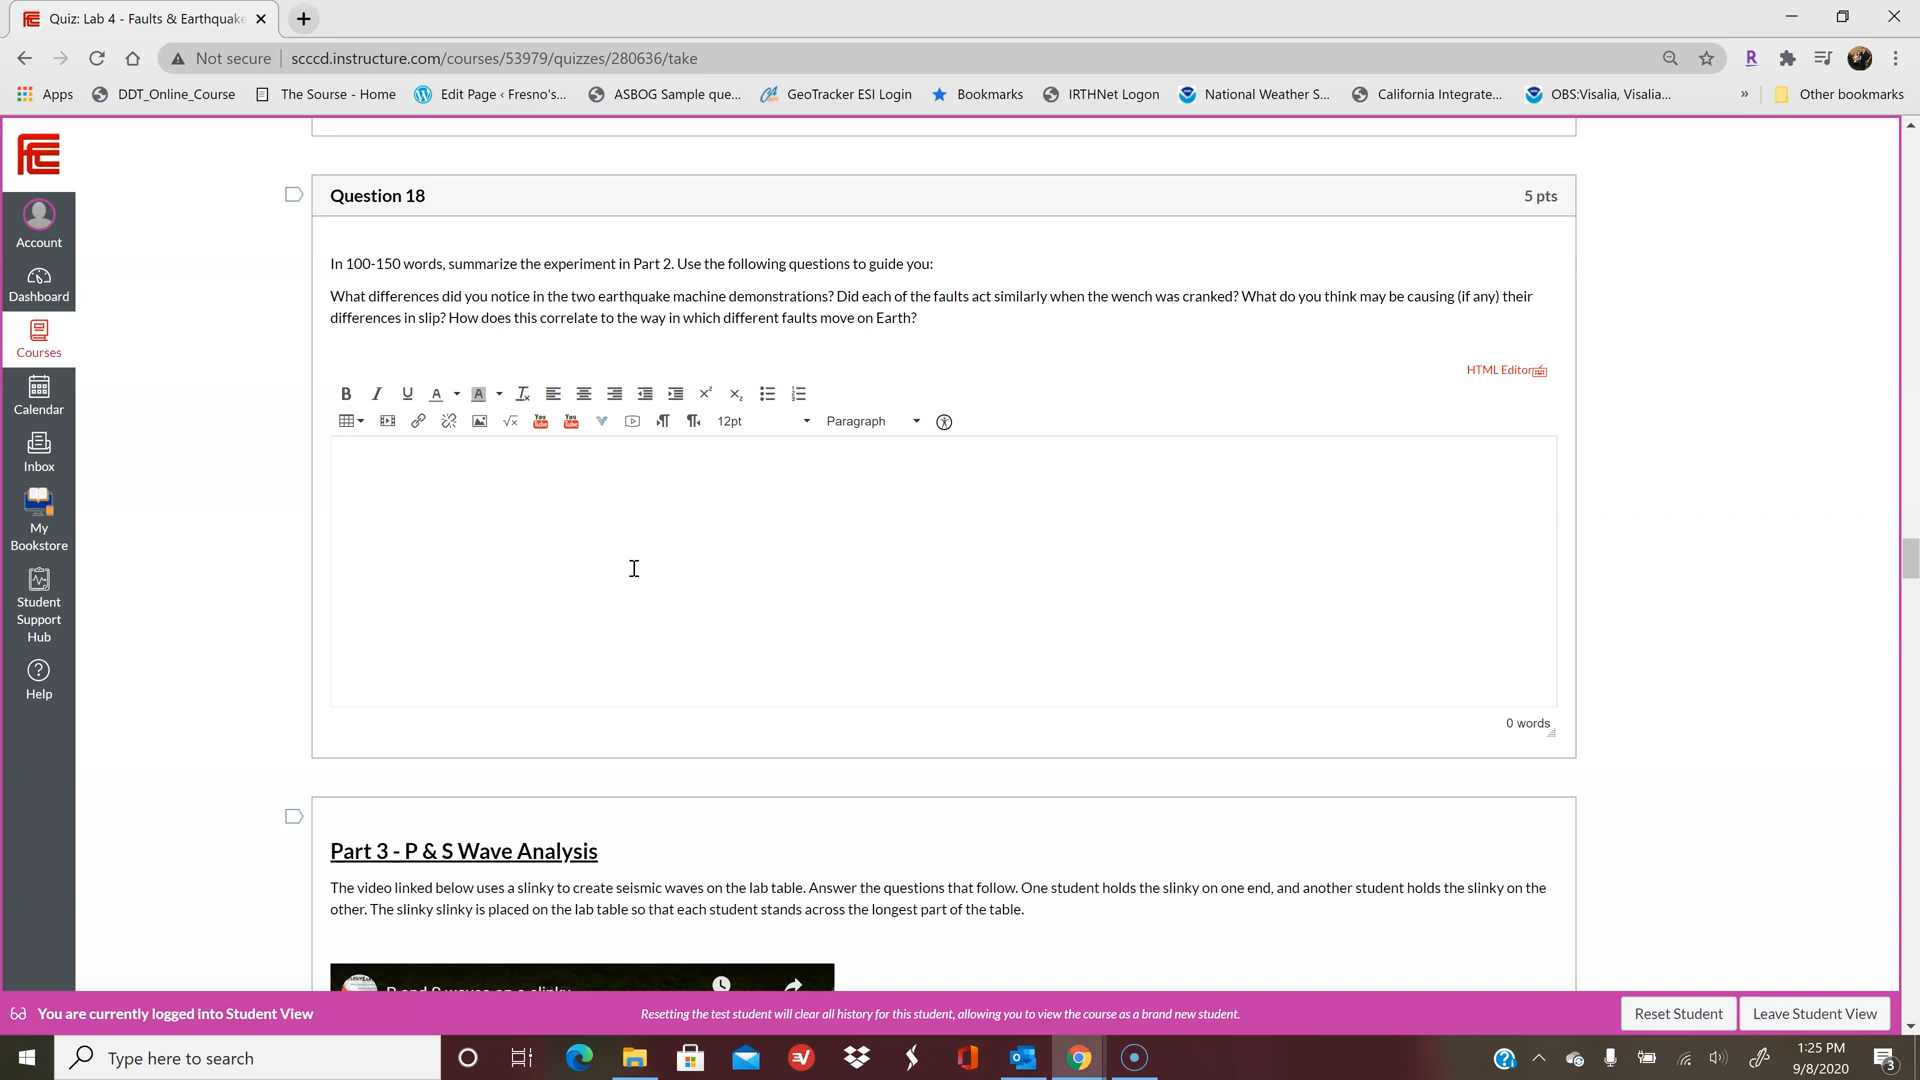 Quiz: Lab 4 - Faults & Earthquake
Not secure
scccd.instructure.com/courses/53979/quizzes/280636/take
Apps
DDT_Online_Course
The Sourse - Home
Edit Page ‹ Fresno's...
ASBOG Sample que...
GeoTracker ESI Login
Bookmarks
IRTHNet Logon
National Weather S...
California Integrate...
OBS:Visalia, Visalia...
»
Other bookmarks
Account
Dashboard
Courses
Calendar
Inbox
My
Bookstore
Student
Support
Hub
Help
Question 18
5 pts
In 100-150 words, summarize the experiment in Part 2. Use the following questions to guide you:
What differences did you notice in the two earthquake machine demonstrations? Did each of the faults act similarly when the wench was cranked? What do you think may be causing (if any) their
differences in slip? How does this correlate to the way in which different faults move on Earth?
HTML Editor
12pt
Paragraph
0 words
Part 3 - P & S Wave Analysis
The video linked below uses a slinky to create seismic waves on the lab table. Answer the questions that follow. One student holds the slinky on one end, and another student holds the slinky on the
other. The slinky slinky is placed on the lab table so that each student stands across the longest part of the table.
P and S waves on a slinky
You are currently logged into Student View
Resetting the test student will clear all history for this student, allowing you to view the course as a brand new student.
Reset Student
Leave Student View
Type here to search
1:25 PM
9/8/2020
3